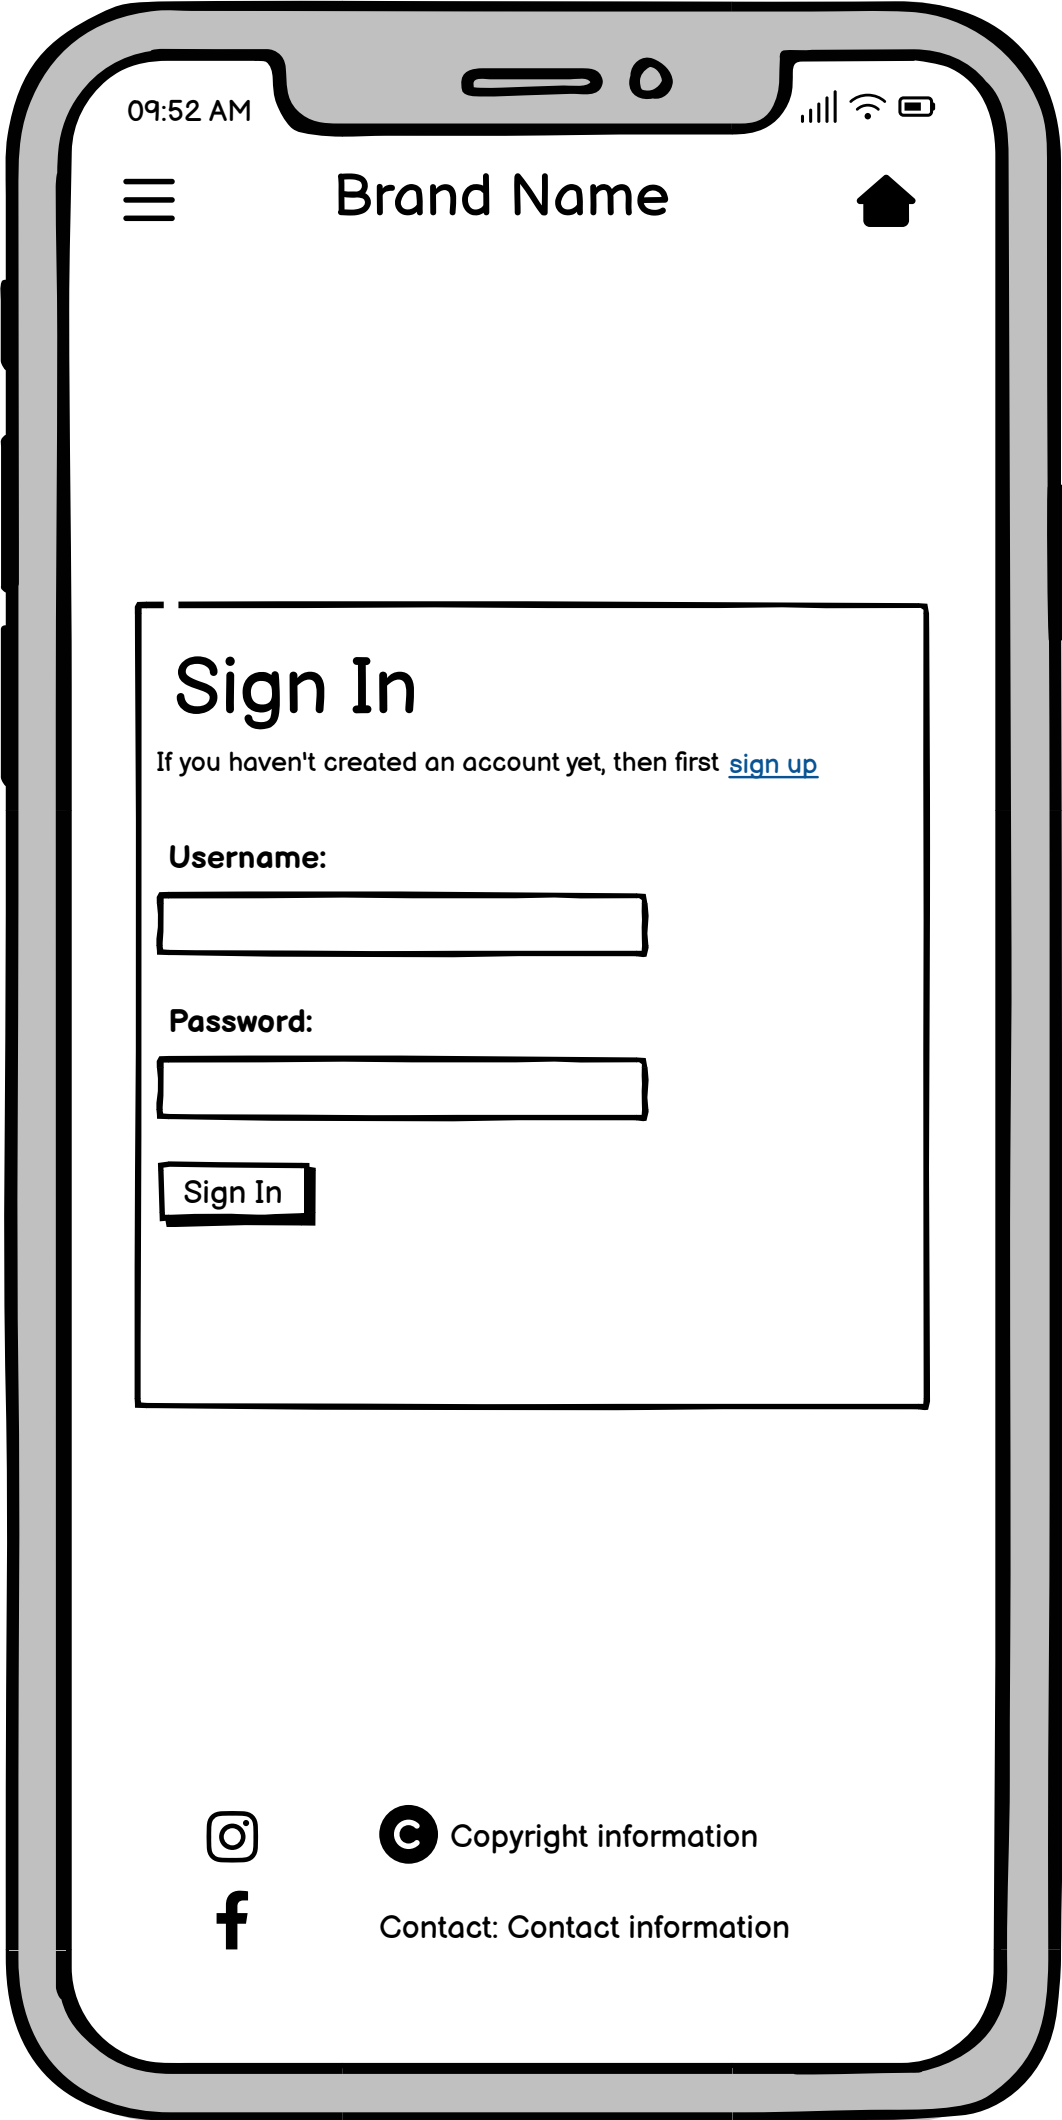 09:52 AM
Brand Name
Sign In
If you haven't created an account yet, then first sign up
Username:
Password:
Sign In
C Copyright information
Contact: Contact information